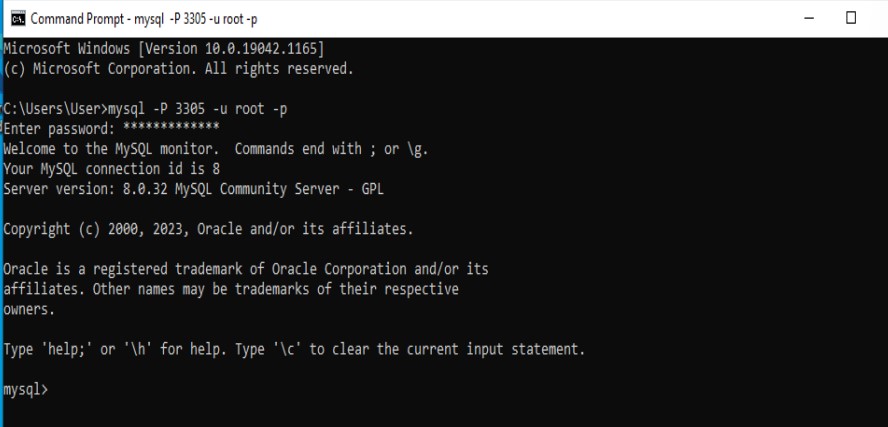 Command Prompt - mysql -P 3305 -u root -p
Microsoft Windows [Version 10.0.19042.1165]
(c) Microsoft Corporation. All rights reserved.
C:\Users\User>mysql -P 3305 -u root -p
Enter password: *************
Welcome to the MySQL monitor.  Commands end with ; or \g.
Your MySQL connection id is 8
Server version: 8.0.32 MySQL Community Server - GPL
Copyright (c) 2000, 2023, Oracle and/or its affiliates.
Oracle is a registered trademark of Oracle Corporation and/or its
affiliates. Other names may be trademarks of their respective
owners.
Type 'help;' or '\h' for help. Type '\c' to clear the current input statement.
mysql>